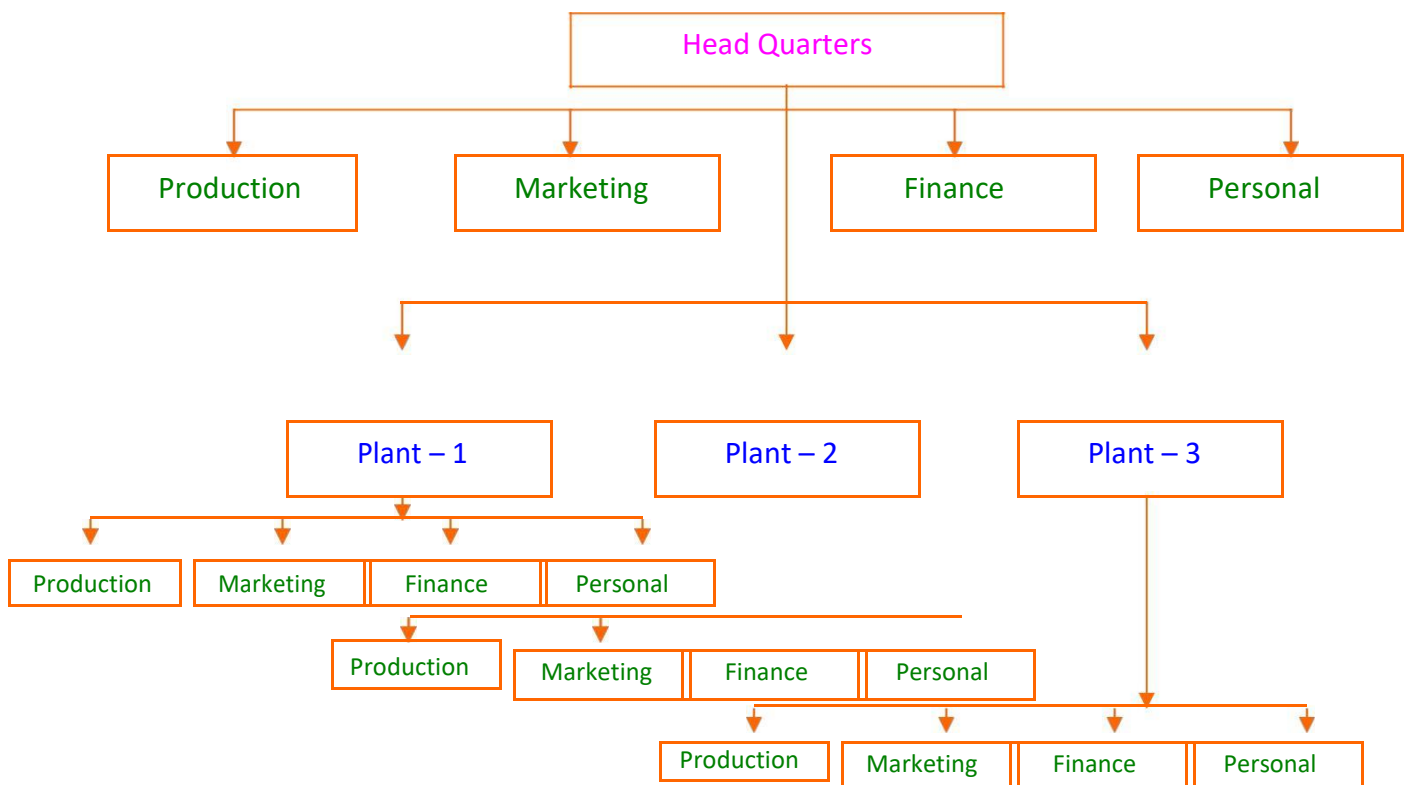 Head Quarters
Production Marketing Finance Personal
Plant – 1 Plant – 2 Plant – 3
Production Marketing Finance Personal
Production Marketing Finance Personal
Production Marketing Finance Personal